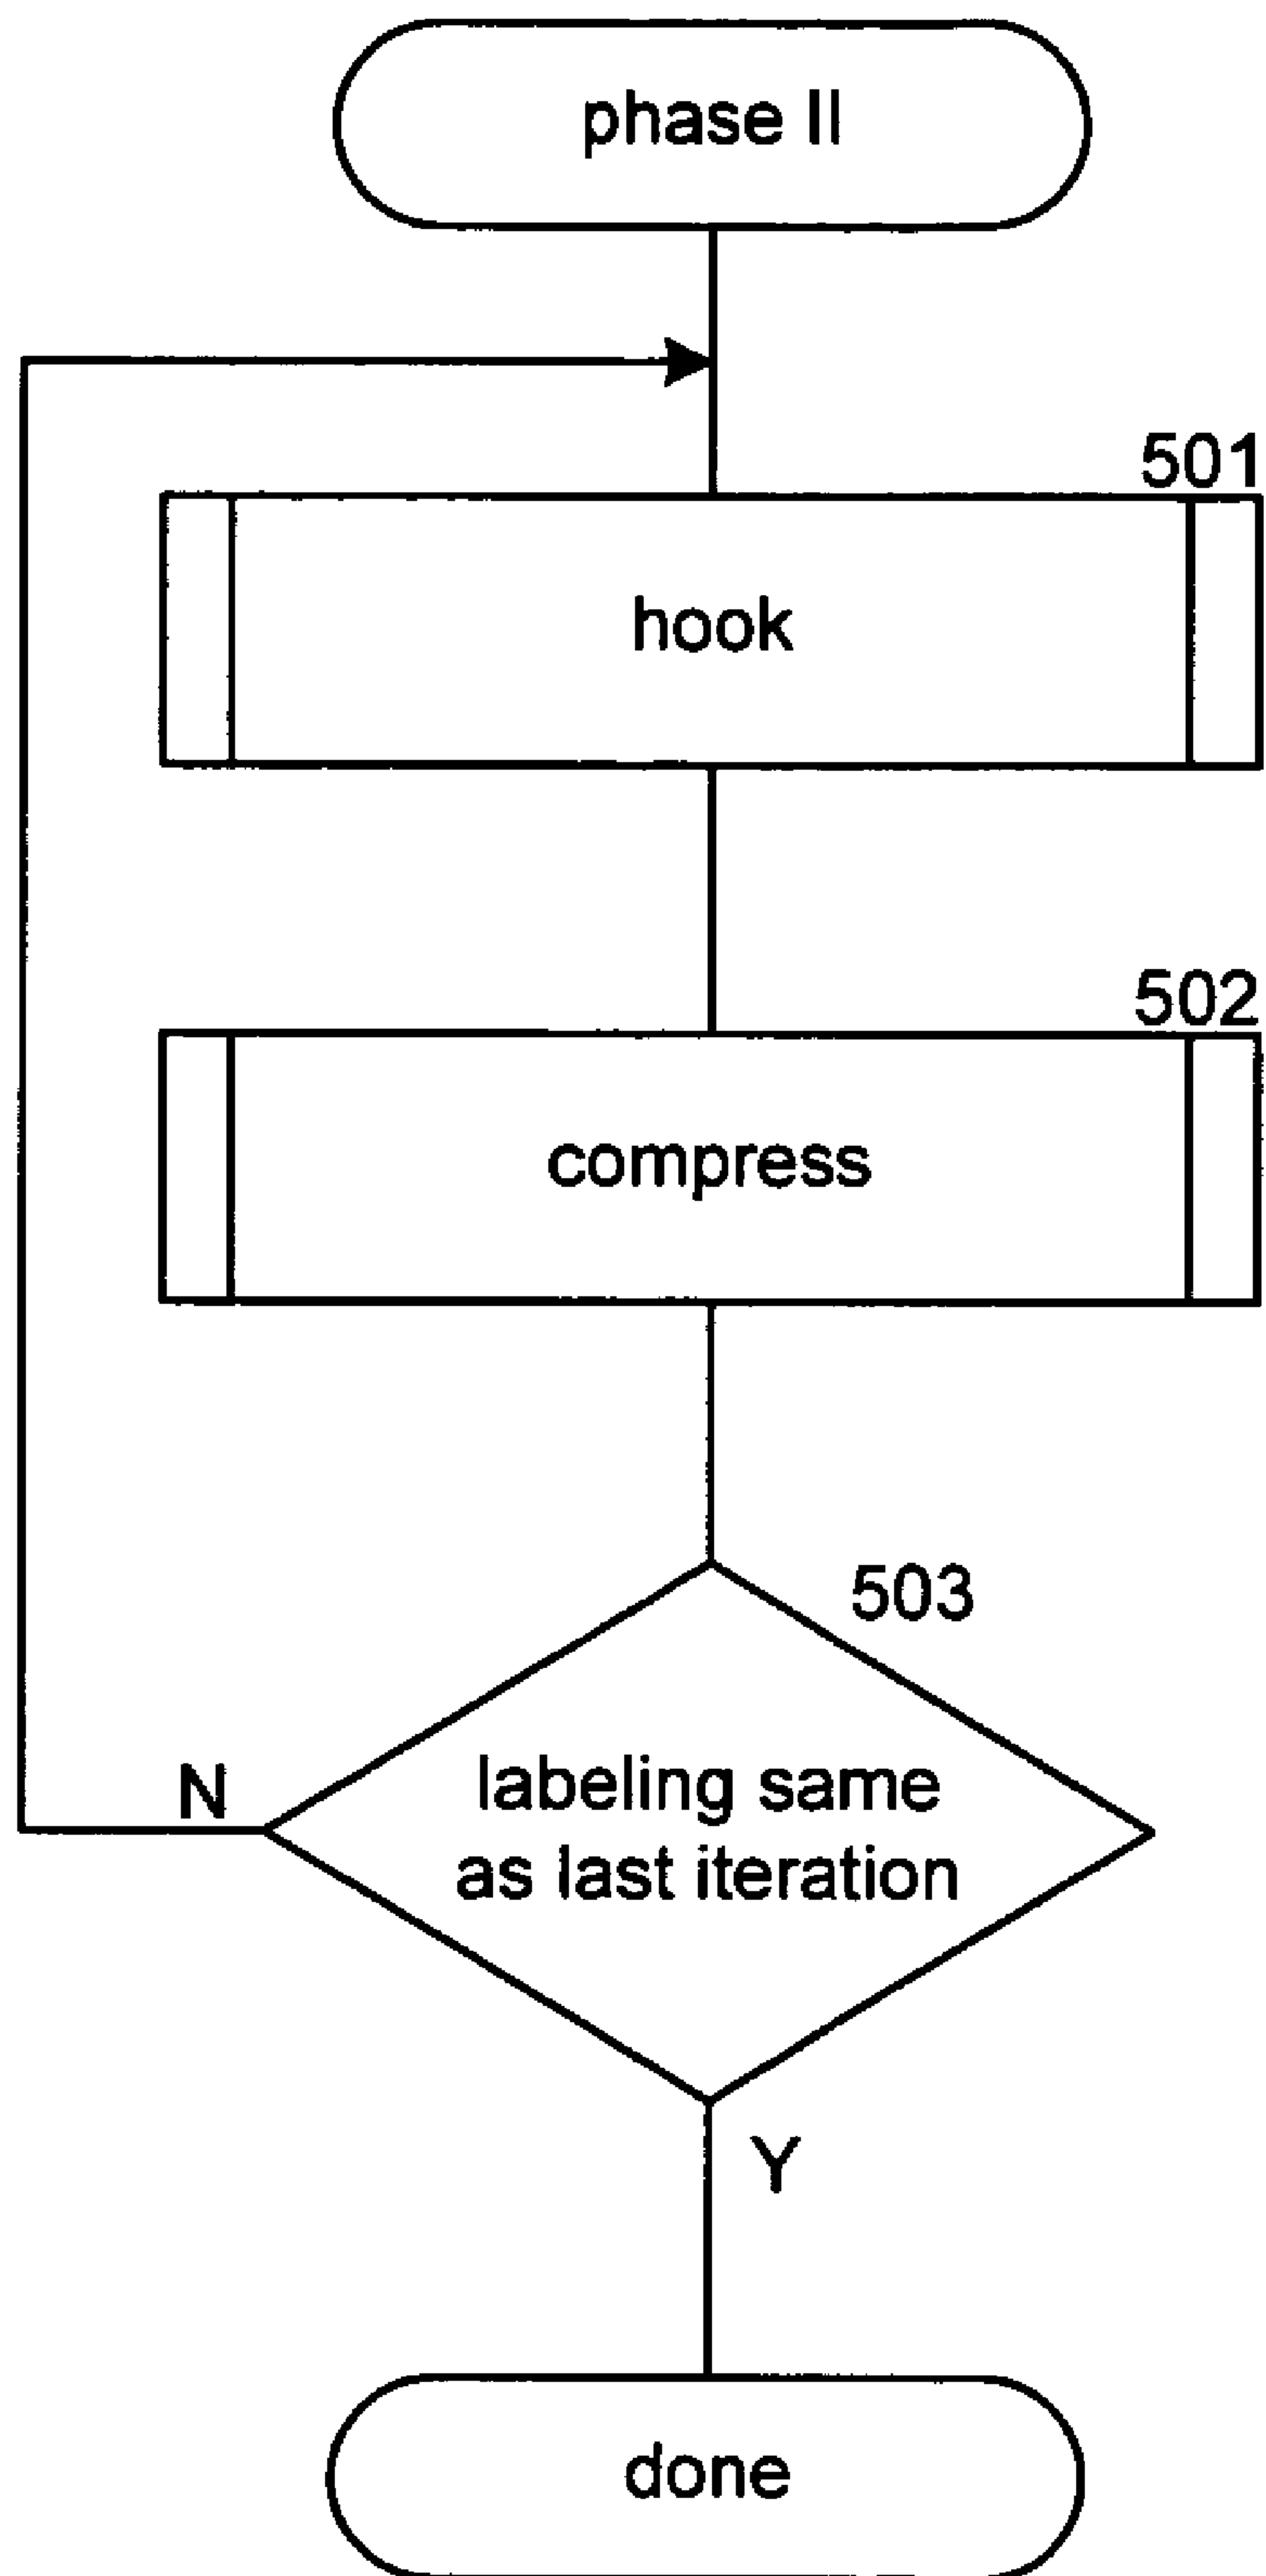 phase II
501
hook
502
compress
503
labeling same
as last iteration
N
Y
done